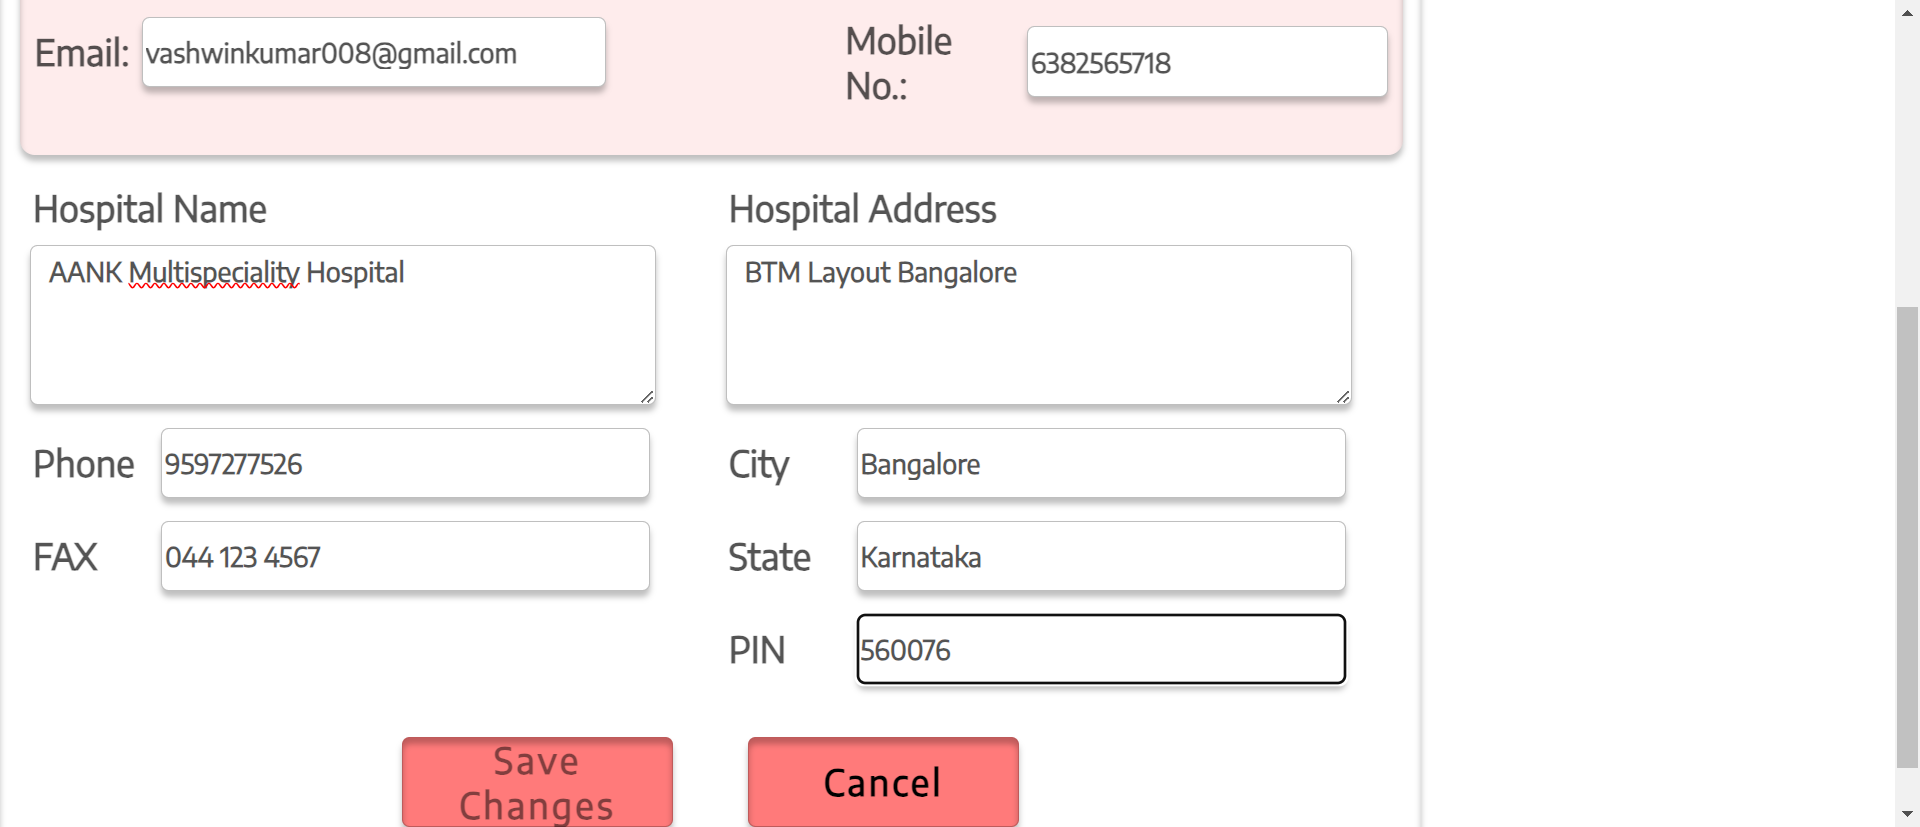 Email: vashwinkumar008@gmail.com
Mobile No.: 6382565718
Hospital Name
AANK Multispeciality Hospital
Hospital Address
BTM Layout Bangalore
Phone 9597277526
City Bangalore
FAX 044 123 4567
State Karnataka
PIN 560076
Save
Changes
Cancel